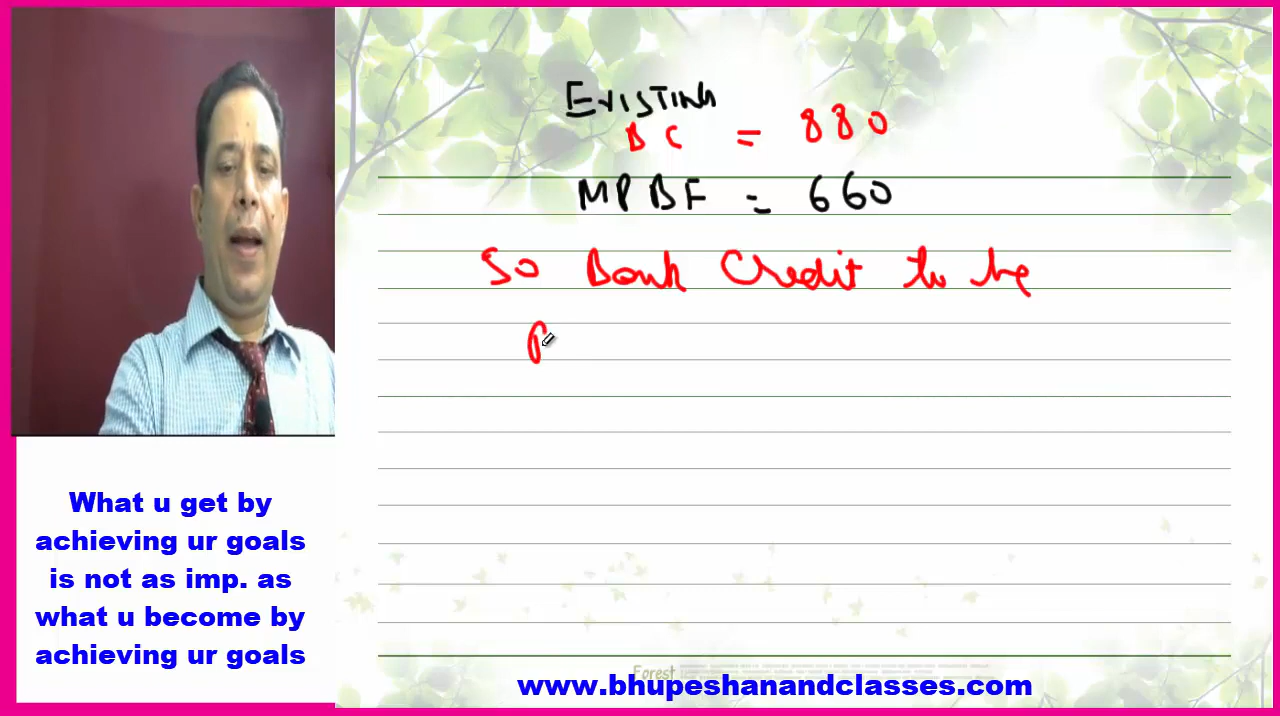 EXISTING
BC = 880
MPBF = 660
So Bank Credit to be
What u get by
achieving ur goals
is not as imp. as
what u become by
achieving ur goals
Forest
www.bhupeshanandclasses.com